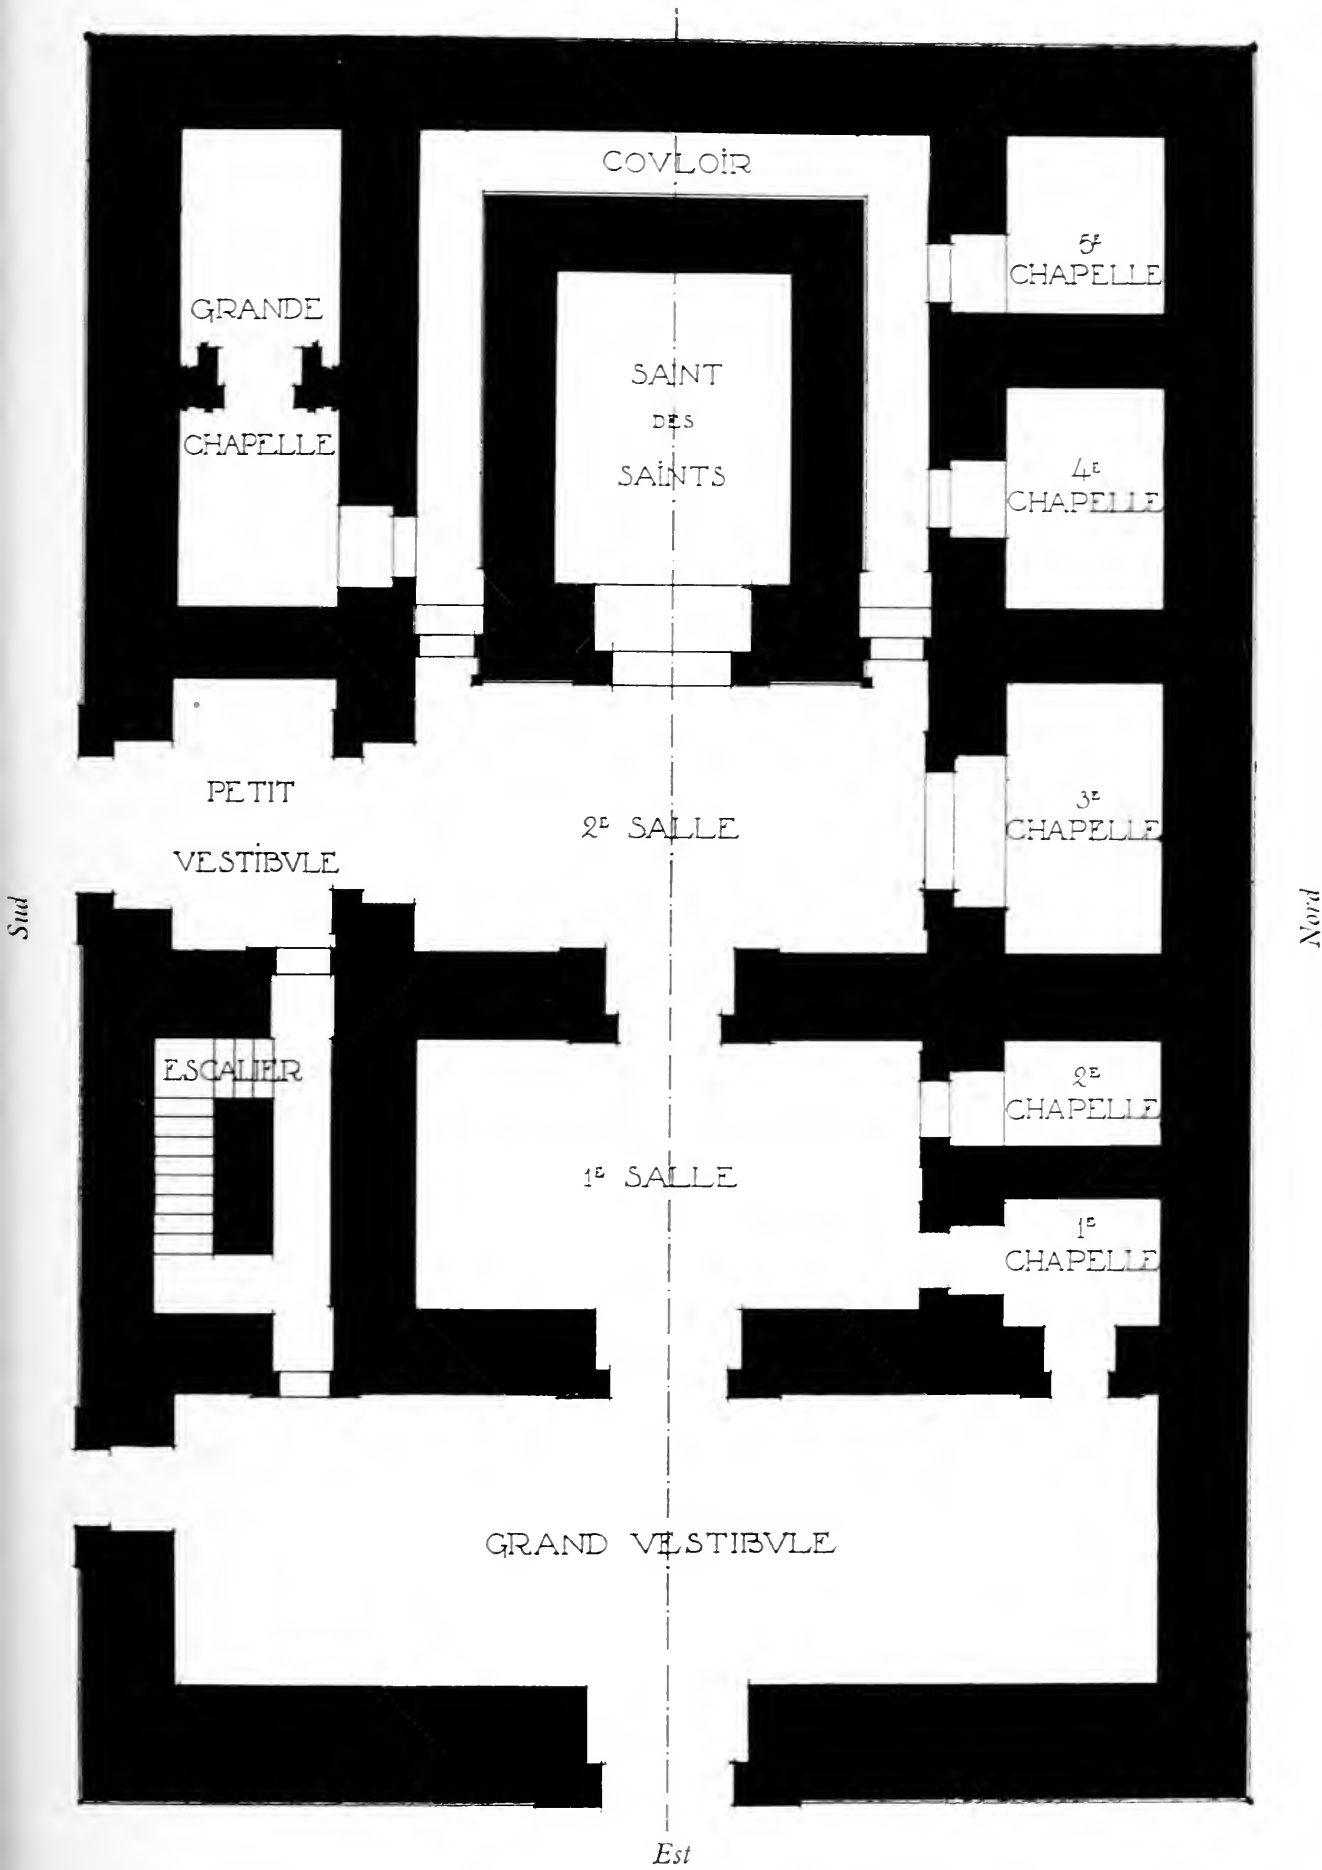 COVLOIR
5E
CHAPELLE
GRANDE
SAINT
DES
CHAPELLE
SAINTS
4E
CHAPELLE
PETIT
VESTIBVLE
2E SALLE
3E
CHAPELLE
Sud
Nord
ESCALIER
2E
CHAPELLE
1E SALLE
1E
CHAPELLE
GRAND VESTIBVLE
Est